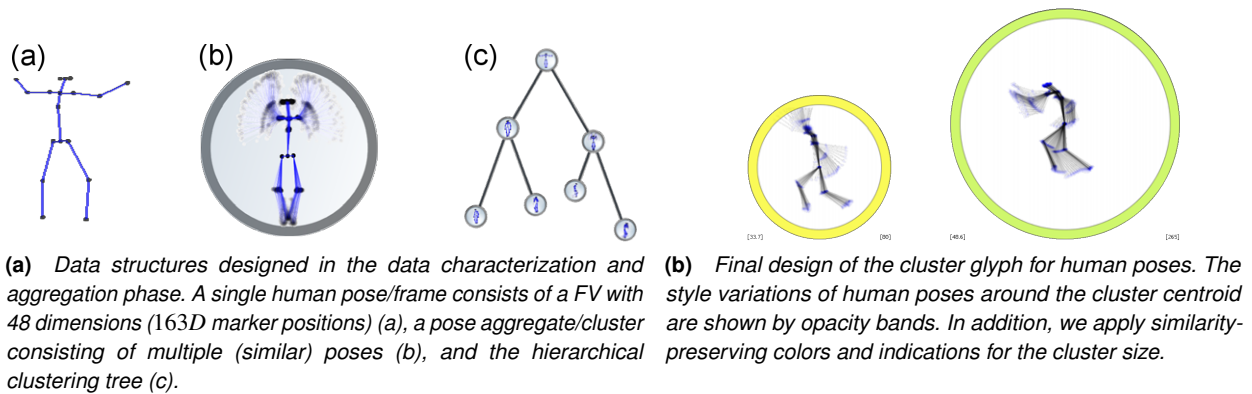 (a)
(b)
(c)
[33.7]
[80]
[48.6]
[265]
(a) Data structures designed in the data characterization and
aggregation phase. A single human pose/frame consists of a FV with
48 dimensions (163D marker positions) (a), a pose aggregate/cluster
consisting of multiple (similar) poses (b), and the hierarchical
clustering tree (c).
(b) Final design of the cluster glyph for human poses. The
style variations of human poses around the cluster centroid
are shown by opacity bands. In addition, we apply similarity-
preserving colors and indications for the cluster size.